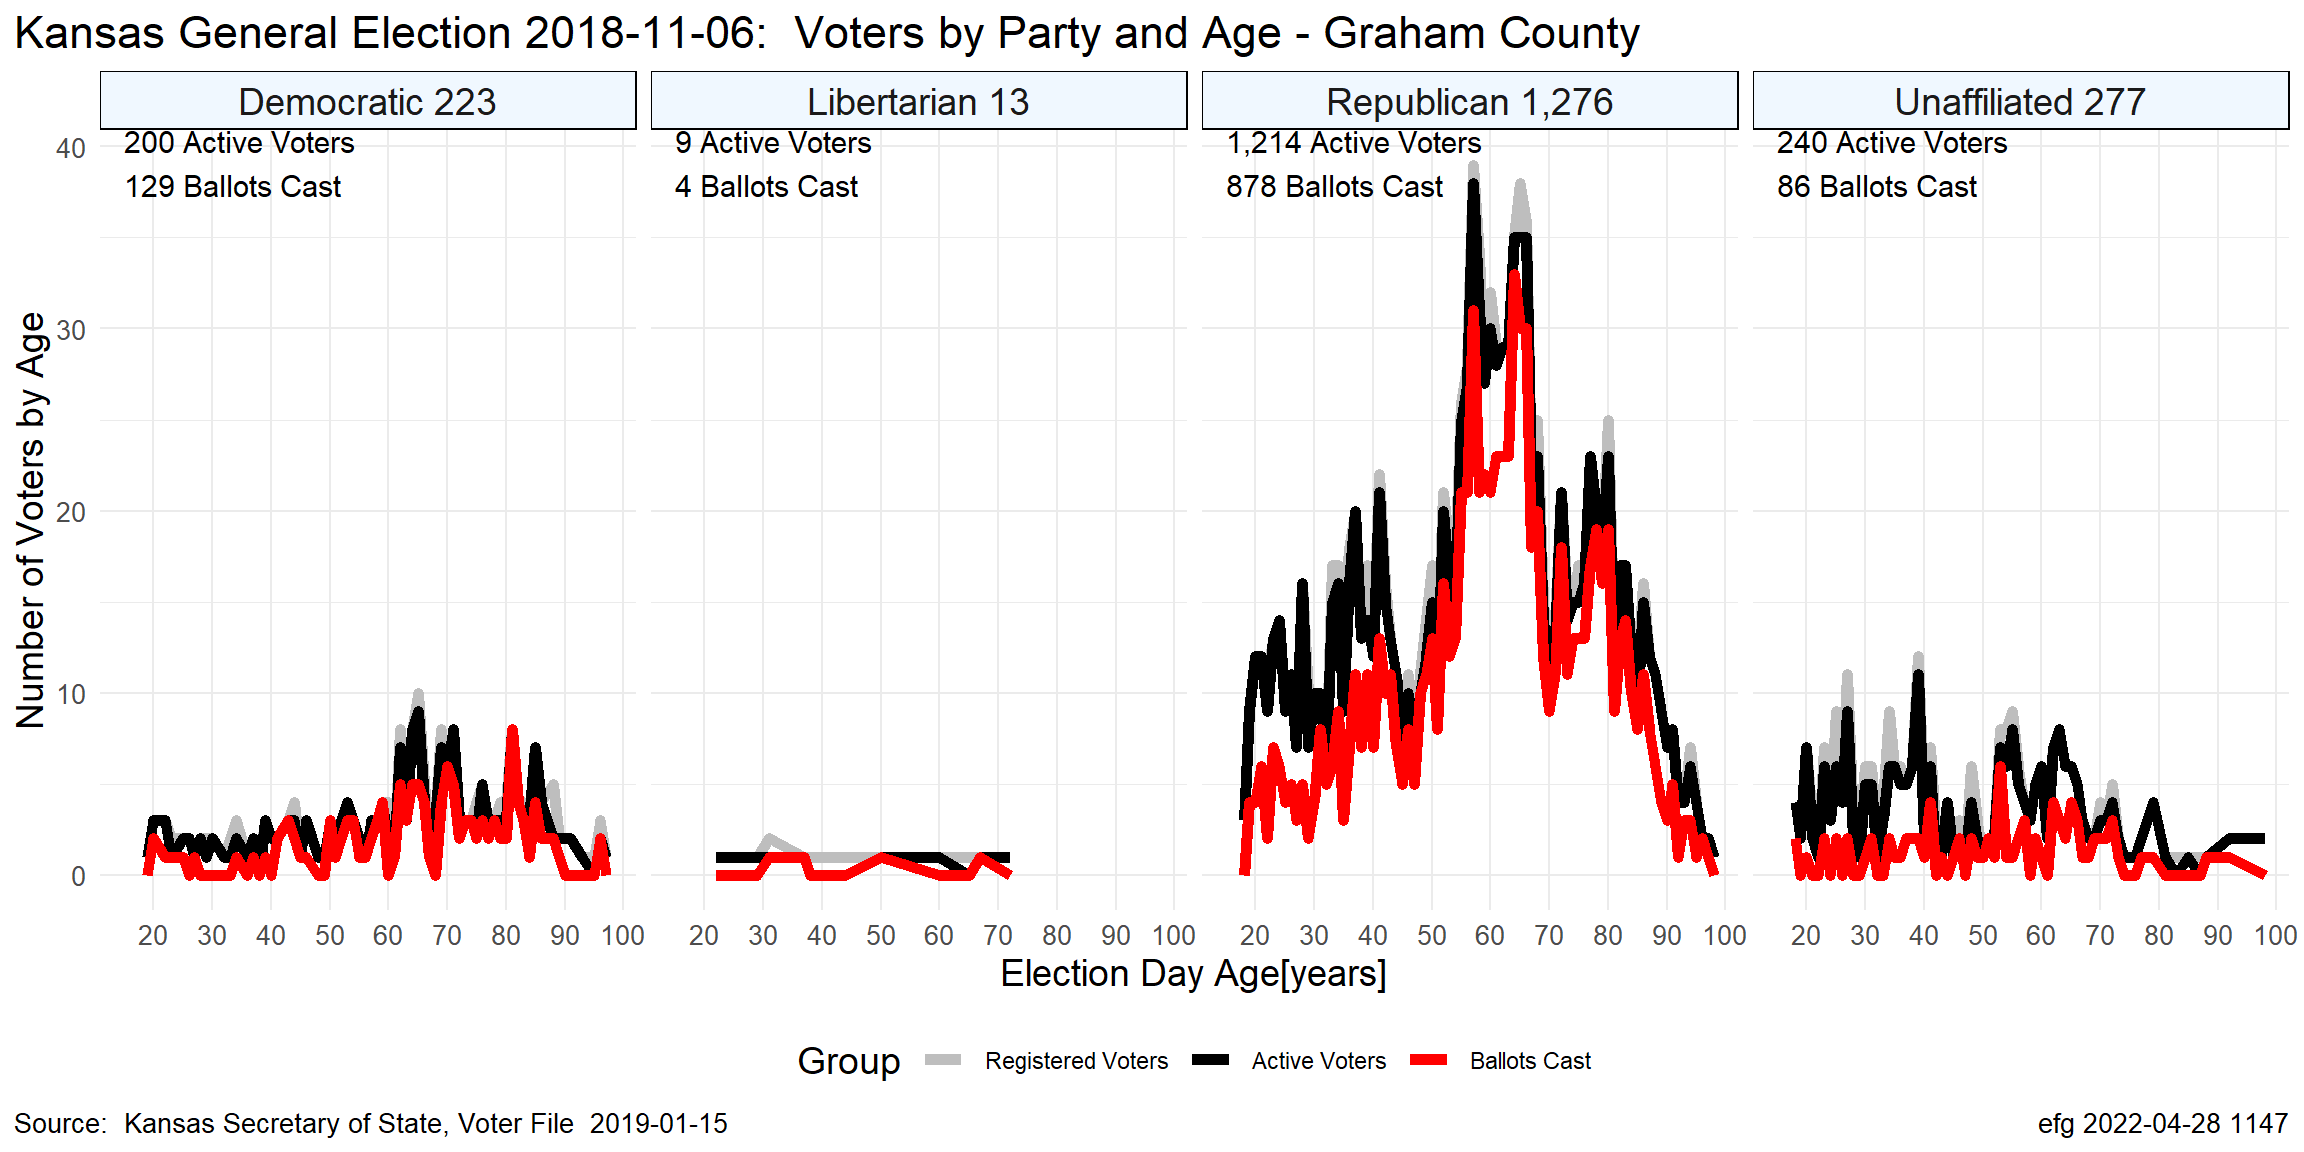 Kansas General Election 2018-11-06:  Voters by Party and Age - Graham County
Democratic 223
Libertarian 13
Republican 1,276
Unaffiliated 277
200 Active Voters
129 Ballots Cast
9 Active Voters
4 Ballots Cast
1,214 Active Voters
878 Ballots Cast
240 Active Voters
86 Ballots Cast
Number of Voters by Age
40
30
20
10
0
20 30 40 50 60 70 80 90 100
20 30 40 50 60 70 80 90 100
20 30 40 50 60 70 80 90 100
20 30 40 50 60 70 80 90 100
Election Day Age[years]
Group Registered Voters Active Voters Ballots Cast
Source:  Kansas Secretary of State, Voter File  2019-01-15
efg 2022-04-28 1147